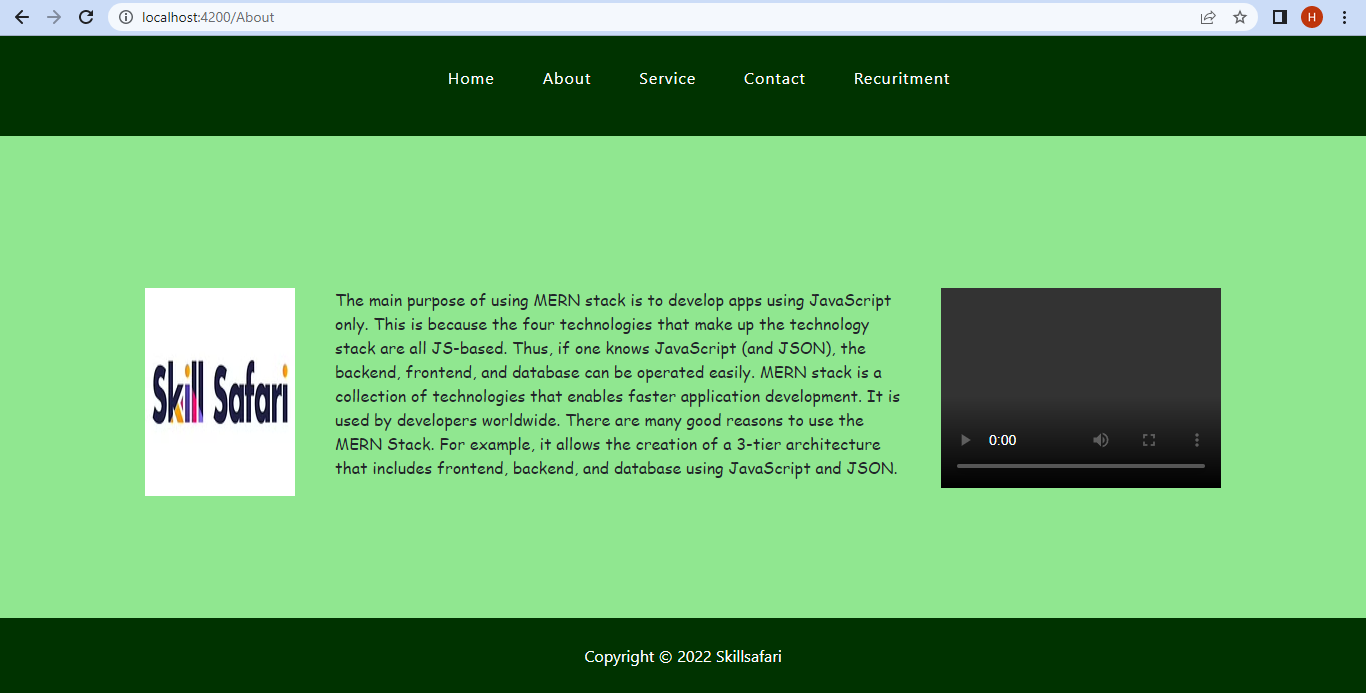 localhost:4200/About
H
Home About Service Contact Recuritment
Skill Safari
The main purpose of using MERN stack is to develop apps using JavaScript
only. This is because the four technologies that make up the technology
stack are all JS-based. Thus, if one knows JavaScript (and JSON), the
backend, frontend, and database can be operated easily. MERN stack is a
collection of technologies that enables faster application development. It is
used by developers worldwide. There are many good reasons to use the
MERN Stack. For example, it allows the creation of a 3-tier architecture
that includes frontend, backend, and database using JavaScript and JSON.
0:00
Copyright © 2022 Skillsafari